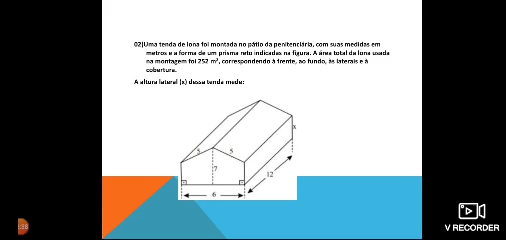 02)Uma tenda de lona foi montada no pátio da penitenciária, com suas medidas em
metros e a forma de um prisma reto indicadas na figura. A área total da lona usada
na montagem foi 252 m², correspondendo à frente, ao fundo, às laterais e à
cobertura.
A altura lateral (x) dessa tenda mede:
x
5 5
7
12
6
:38
V RECORDER